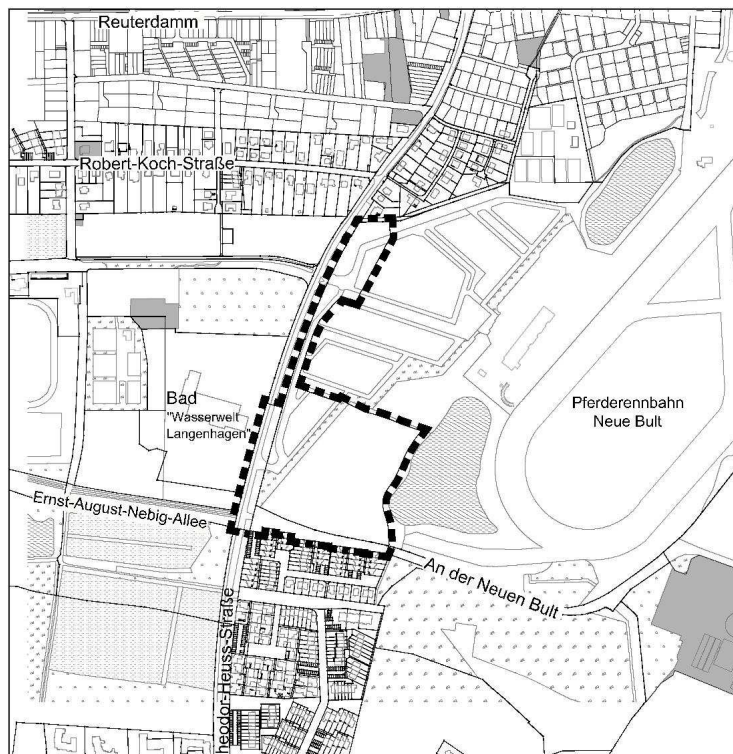 Reuterdamm
Robert-Koch-Straße
Bad
"Wasserwelt
Langenhagen"
Pferderennbahn
Neue Bult
Ernst-August-Nebig-Allee
An der Neuen Bult
heodor-Heuss-Straße